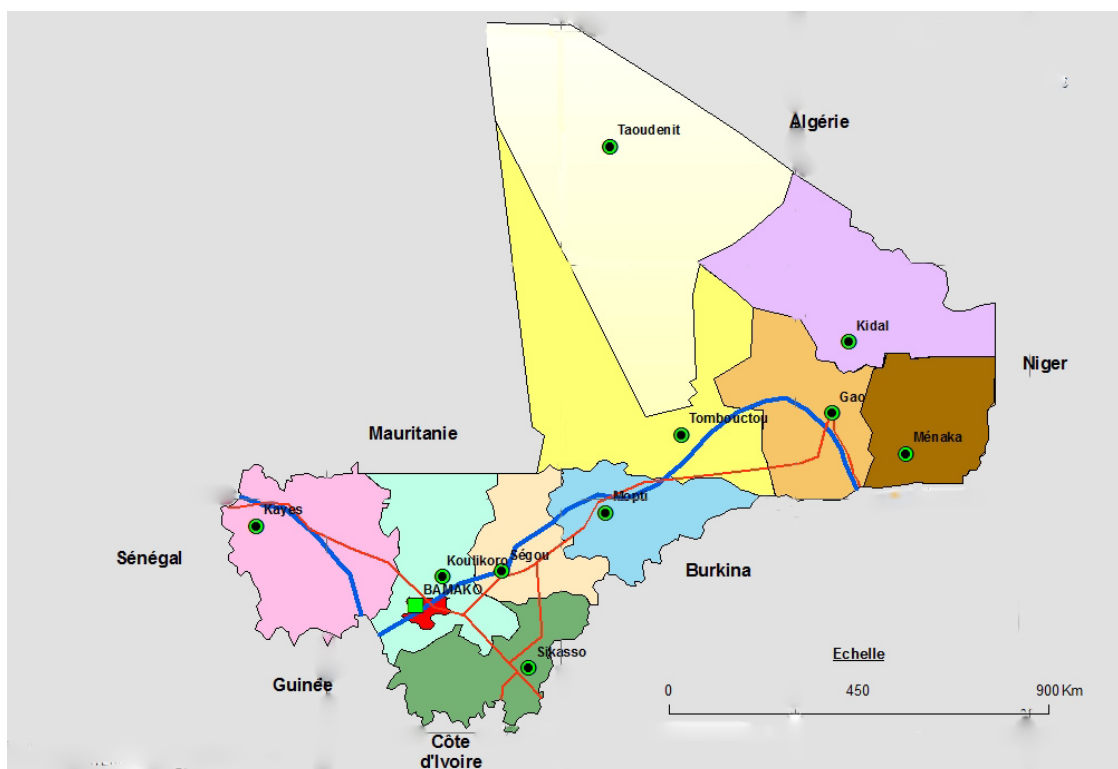 Taoudenit
Algérie
Kidal
Niger
Gao
Tombouctou
Mauritanie
Ménaka
Mopti
Kayes
Sénégal
Koulikoro
Ségou
Burkina
BAMAKO
Sikasso
Echelle
Guinée
0 450 900 Km
Côte
d'Ivoire